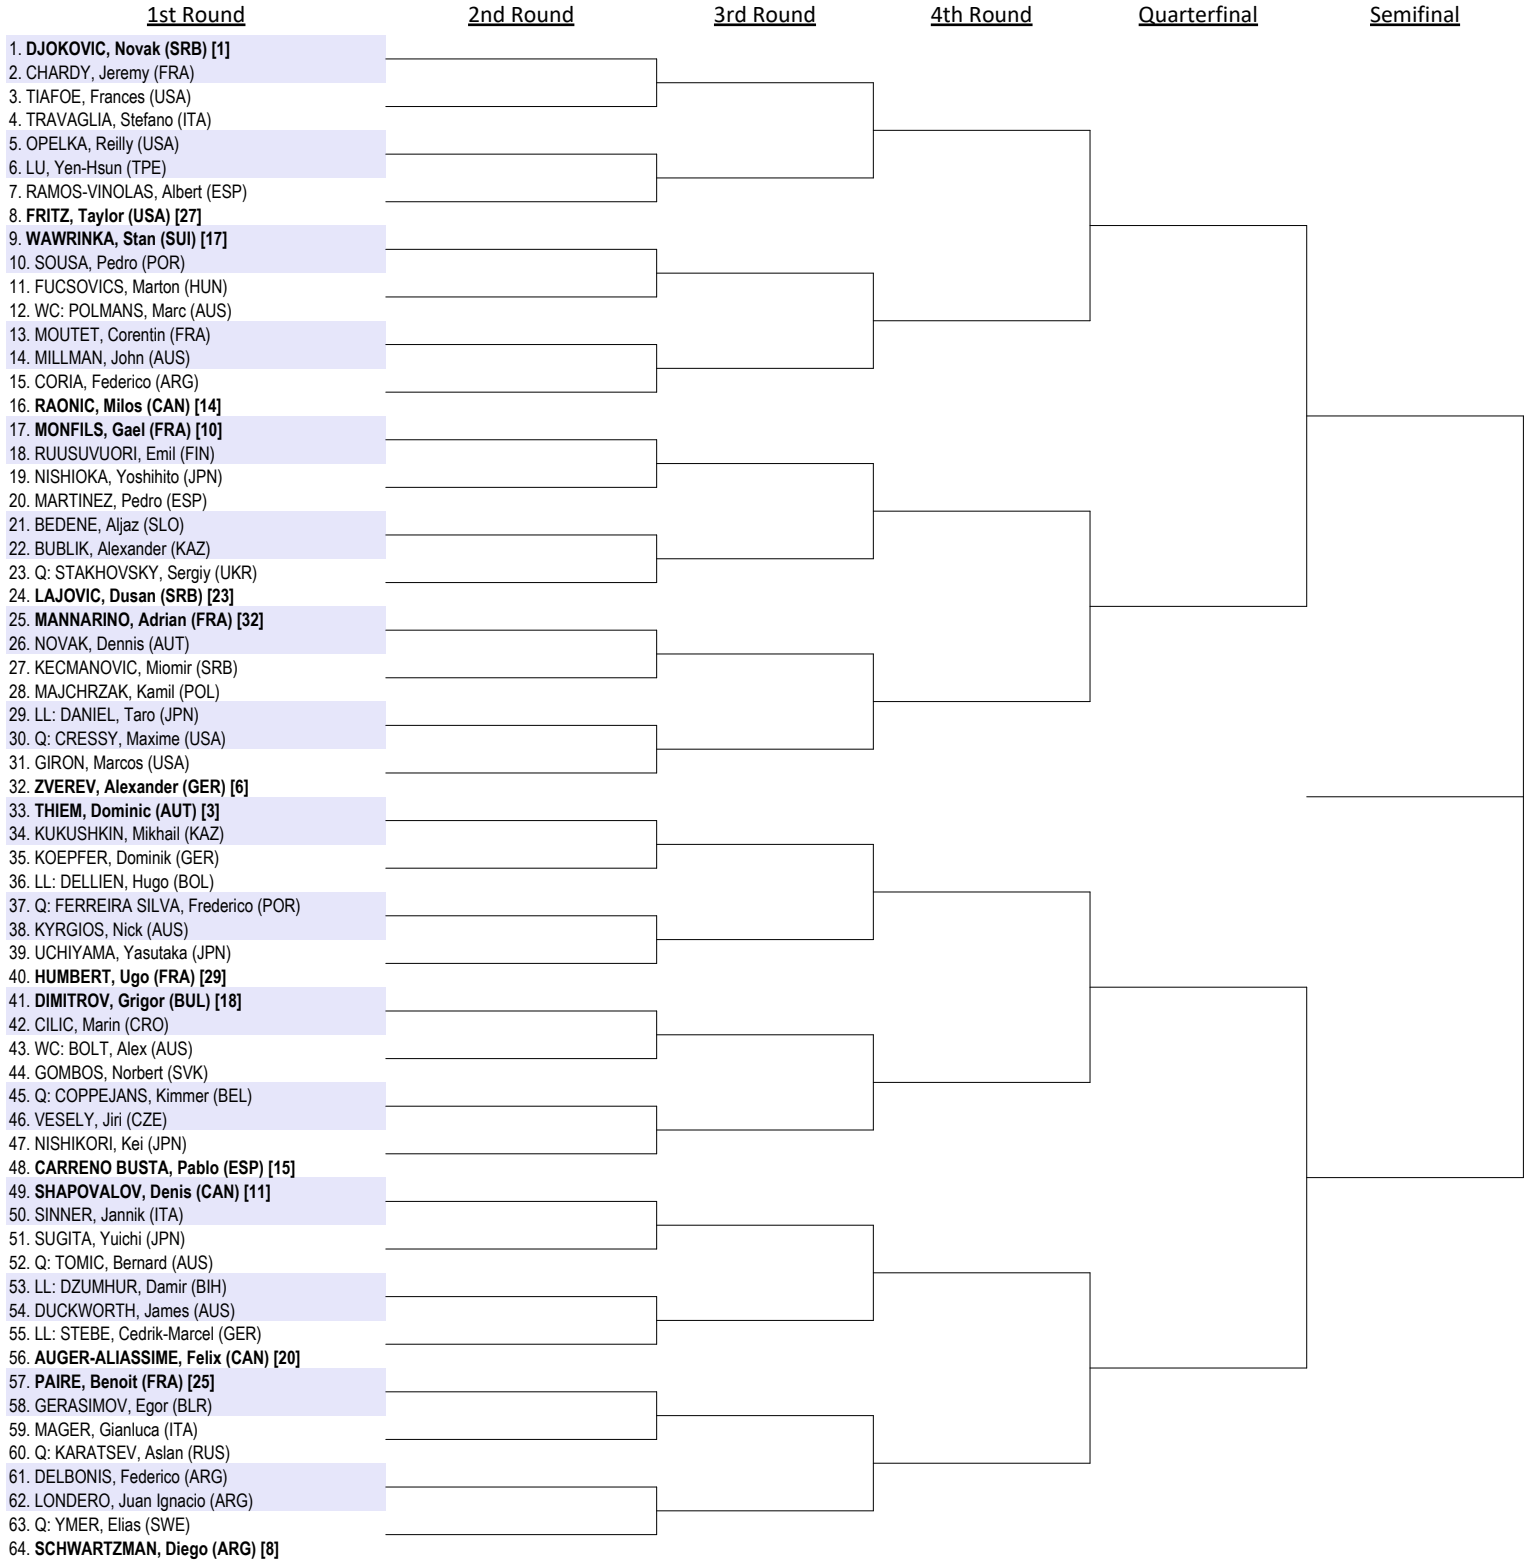 1st Round 2nd Round 3rd Round 4th Round Quarterfinal Semifinal
1. DJOKOVIC, Novak (SRB) [1]
2. CHARDY, Jeremy (FRA)
3. TIAFOE, Frances (USA)
4. TRAVAGLIA, Stefano (ITA)
5. OPELKA, Reilly (USA)
6. LU, Yen-Hsun (TPE)
7. RAMOS-VINOLAS, Albert (ESP)
8. FRITZ, Taylor (USA) [27]
9. WAWRINKA, Stan (SUI) [17]
10. SOUSA, Pedro (POR)
11. FUCSOVICS, Marton (HUN)
12. WC: POLMANS, Marc (AUS)
13. MOUTET, Corentin (FRA)
14. MILLMAN, John (AUS)
15. CORIA, Federico (ARG)
16. RAONIC, Milos (CAN) [14]
17. MONFILS, Gael (FRA) [10]
18. RUUSUVUORI, Emil (FIN)
19. NISHIOKA, Yoshihito (JPN)
20. MARTINEZ, Pedro (ESP)
21. BEDENE, Aljaz (SLO)
22. BUBLIK, Alexander (KAZ)
23. Q: STAKHOVSKY, Sergiy (UKR)
24. LAJOVIC, Dusan (SRB) [23]
25. MANNARINO, Adrian (FRA) [32]
26. NOVAK, Dennis (AUT)
27. KECMANOVIC, Miomir (SRB)
28. MAJCHRZAK, Kamil (POL)
29. LL: DANIEL, Taro (JPN)
30. Q: CRESSY, Maxime (USA)
31. GIRON, Marcos (USA)
32. ZVEREV, Alexander (GER) [6]
33. THIEM, Dominic (AUT) [3]
34. KUKUSHKIN, Mikhail (KAZ)
35. KOEPFER, Dominik (GER)
36. LL: DELLIEN, Hugo (BOL)
37. Q: FERREIRA SILVA, Frederico (POR)
38. KYRGIOS, Nick (AUS)
39. UCHIYAMA, Yasutaka (JPN)
40. HUMBERT, Ugo (FRA) [29]
41. DIMITROV, Grigor (BUL) [18]
42. CILIC, Marin (CRO)
43. WC: BOLT, Alex (AUS)
44. GOMBOS, Norbert (SVK)
45. Q: COPPEJANS, Kimmer (BEL)
46. VESELY, Jiri (CZE)
47. NISHIKORI, Kei (JPN)
48. CARRENO BUSTA, Pablo (ESP) [15]
49. SHAPOVALOV, Denis (CAN) [11]
50. SINNER, Jannik (ITA)
51. SUGITA, Yuichi (JPN)
52. Q: TOMIC, Bernard (AUS)
53. LL: DZUMHUR, Damir (BIH)
54. DUCKWORTH, James (AUS)
55. LL: STEBE, Cedrik-Marcel (GER)
56. AUGER-ALIASSIME, Felix (CAN) [20]
57. PAIRE, Benoit (FRA) [25]
58. GERASIMOV, Egor (BLR)
59. MAGER, Gianluca (ITA)
60. Q: KARATSEV, Aslan (RUS)
61. DELBONIS, Federico (ARG)
62. LONDERO, Juan Ignacio (ARG)
63. Q: YMER, Elias (SWE)
64. SCHWARTZMAN, Diego (ARG) [8]